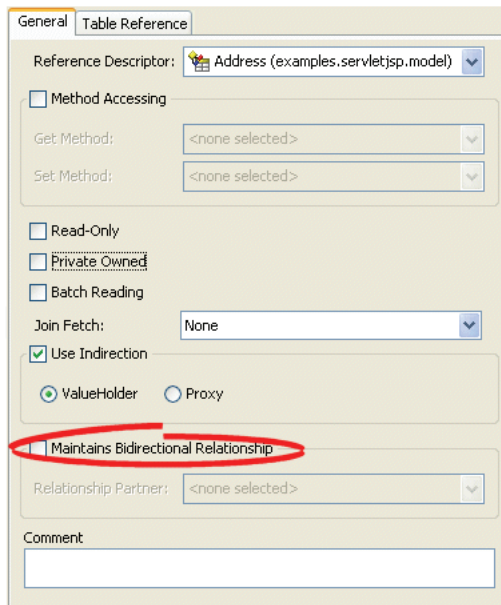 General Table Reference
Reference Descriptor: Address (examples.servletjsp.model)
Method Accessing
Get Method: <none selected>
Set Method: <none selected>
Read-Only
Private Owned
Batch Reading
Join Fetch: None
Use Indirection
ValueHolder Proxy
Maintains Bidirectional Relationship
Relationship Partner: <none selected>
Comment